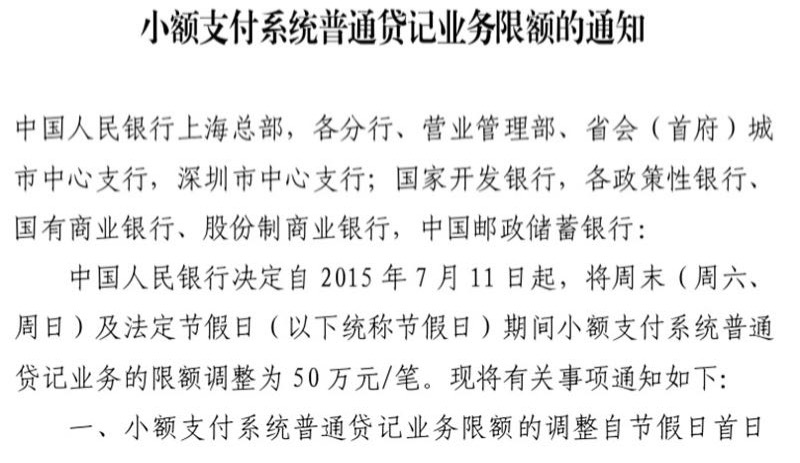 小额支付系统普通贷记业务限额的通知
中国人民银行上海总部，各分行、营业管理部、省会（首府）城
市中心支行，深圳市中心支行；国家开发银行，各政策性银行、
国有商业银行、股份制商业银行，中国邮政储蓄银行：
中国人民银行决定自 2015 年 7 月 11 日起，将周末（周六、
周日）及法定节假日（以下统称节假日）期间小额支付系统普通
贷记业务的限额调整为 50 万元/笔。现将有关事项通知如下：
一、小额支付系统普通贷记业务限额的调整自节假日首日